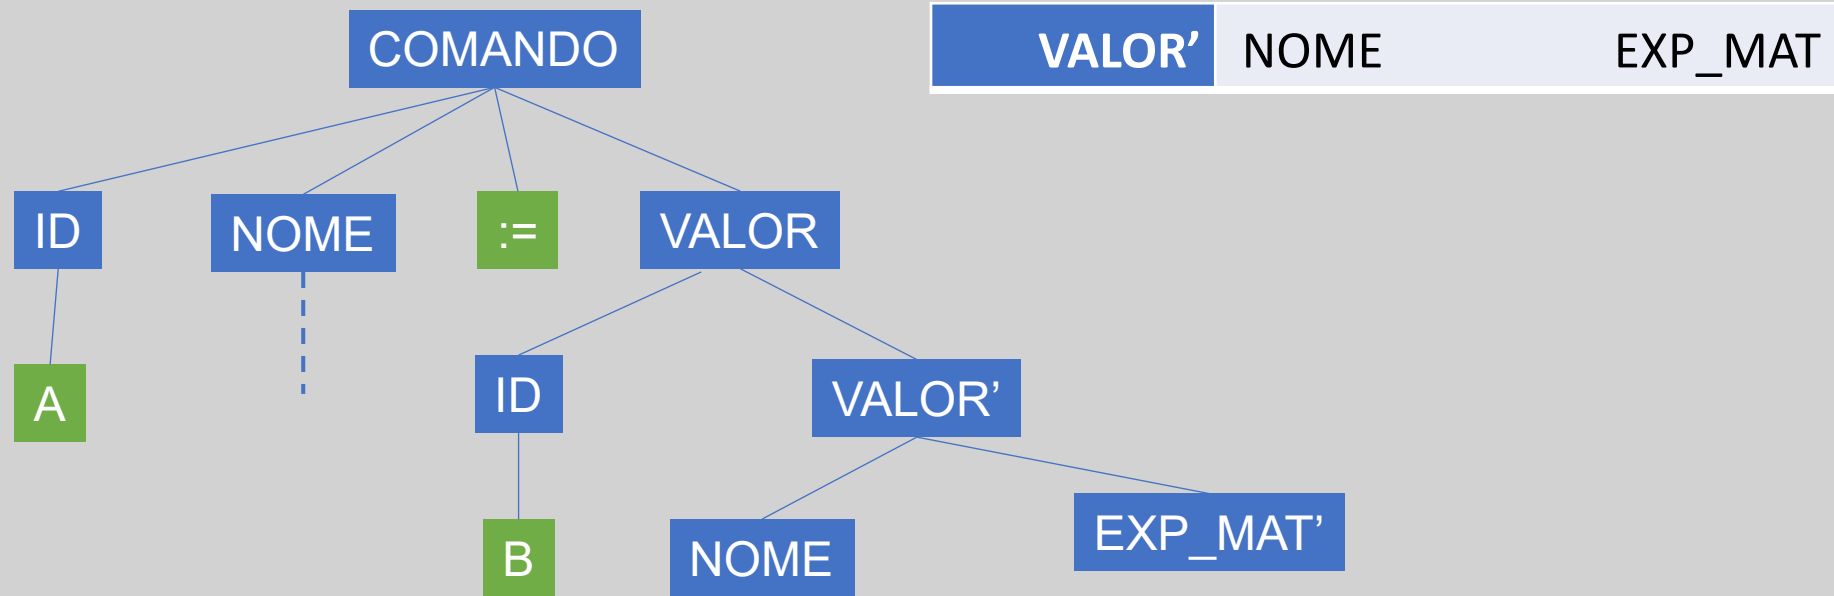 COMANDO
VALOR’ NOME EXP_MAT
ID NOME := VALOR
A ID VALOR’
B NOME EXP_MAT’